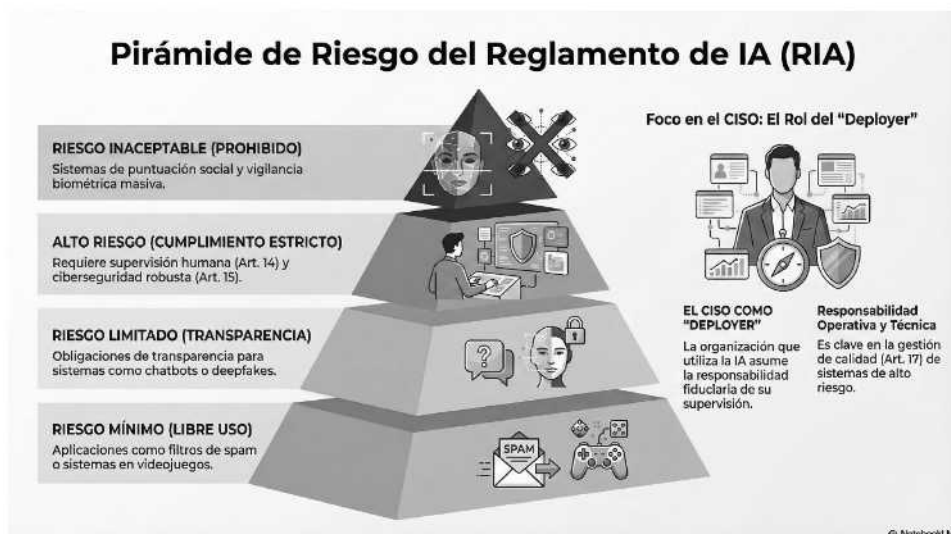 Pirámide de Riesgo del Reglamento de IA (RIA)
RIESGO INACEPTABLE (PROHIBIDO)
Sistemas de puntuación social y vigilancia
biométrica masiva.
ALTO RIESGO (CUMPLIMIENTO ESTRICTO)
Requiere supervisión humana (Art. 14) y
ciberseguridad robusta (Art. 15).
RIESGO LIMITADO (TRANSPARENCIA)
Obligaciones de transparencia para
sistemas como chatbots o deepfakes.
RIESGO MÍNIMO (LIBRE USO)
Aplicaciones como filtros de spam
o sistemas en videojuegos.
?
SPAM
Foco en el CISO: El Rol del "Deployer"
EL CISO COMO
"DEPLOYER"
La organización que
utiliza la IA asume
la responsabilidad
fiduciaria de su
supervisión.
Responsabilidad
Operativa y Técnica
Es clave en la gestión
de calidad (Art. 17) de
sistemas de alto
riesgo.